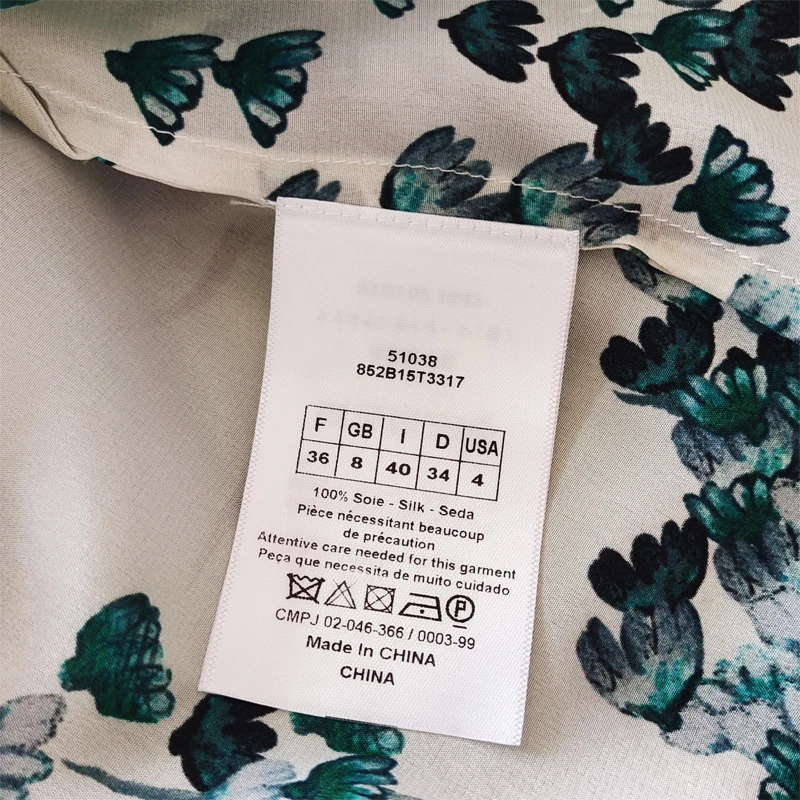 51038
852B15T3317
F GB I D USA
36 8 40 34 4
100% Soie - Silk - Seda
Pièce nécessitant beaucoup
de précaution
Attentive care needed for this garment
Peça que necessita de muito cuidado
P
CMPJ 02-046-366 / 0003-99
Made In CHINA
CHINA